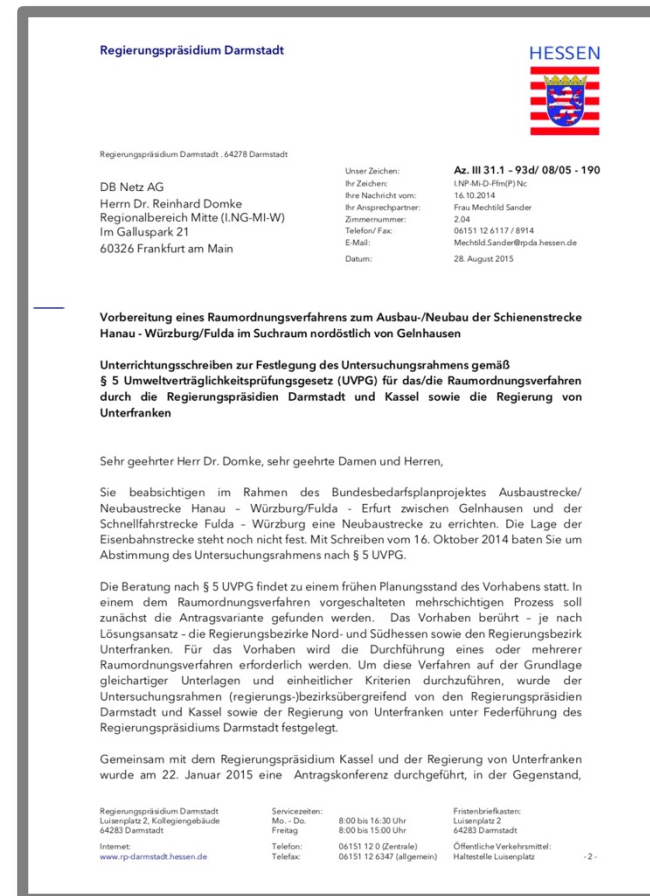 Regierungspräsidium Darmstadt
HESSEN
Regierungspräsidium Darmstadt . 64278 Darmstadt
DB Netz AG
Herrn Dr. Reinhard Domke
Regionalbereich Mitte (I.NG-MI-W)
Im Galluspark 21
60326 Frankfurt am Main
Unser Zeichen: Az. III 31.1 – 93d/ 08/05 - 190
Ihr Zeichen: I.NP-Mi-D-Ffm(P) Nc
Ihre Nachricht vom: 16.10.2014
Ihr Ansprechpartner: Frau Mechtild Sander
Zimmernummer: 2.04
Telefon/ Fax: 06151 12 6117 / 8914
E-Mail: Mechtild.Sander@rpda.hessen.de
Datum: 28. August 2015
Vorbereitung eines Raumordnungsverfahrens zum Ausbau-/Neubau der Schienenstrecke
Hanau - Würzburg/Fulda im Suchraum nordöstlich von Gelnhausen
Unterrichtungsschreiben zur Festlegung des Untersuchungsrahmens gemäß
§ 5 Umweltverträglichkeitsprüfungsgesetz (UVPG) für das/die Raumordnungsverfahren
durch die Regierungspräsidien Darmstadt und Kassel sowie die Regierung von
Unterfranken
Sehr geehrter Herr Dr. Domke, sehr geehrte Damen und Herren,
Sie beabsichtigen im Rahmen des Bundesbedarfsplanprojektes Ausbaustrecke/
Neubaustrecke Hanau – Würzburg/Fulda - Erfurt zwischen Gelnhausen und der
Schnellfahrstrecke Fulda – Würzburg eine Neubaustrecke zu errichten. Die Lage der
Eisenbahnstrecke steht noch nicht fest. Mit Schreiben vom 16. Oktober 2014 baten Sie um
Abstimmung des Untersuchungsrahmens nach § 5 UVPG.
Die Beratung nach § 5 UVPG findet zu einem frühen Planungsstand des Vorhabens statt. In
einem dem Raumordnungsverfahren vorgeschalteten mehrschichtigen Prozess soll
zunächst die Antragsvariante gefunden werden. Das Vorhaben berührt – je nach
Lösungsansatz – die Regierungsbezirke Nord- und Südhessen sowie den Regierungsbezirk
Unterfranken. Für das Vorhaben wird die Durchführung eines oder mehrerer
Raumordnungsverfahren erforderlich werden. Um diese Verfahren auf der Grundlage
gleichartiger Unterlagen und einheitlicher Kriterien durchzuführen, wurde der
Untersuchungsrahmen (regierungs-)bezirksübergreifend von den Regierungspräsidien
Darmstadt und Kassel sowie der Regierung von Unterfranken unter Federführung des
Regierungspräsidiums Darmstadt festgelegt.
Gemeinsam mit dem Regierungspräsidium Kassel und der Regierung von Unterfranken
wurde am 22. Januar 2015 eine Antragskonferenz durchgeführt, in der Gegenstand,
Regierungspräsidium Darmstadt
Luisenplatz 2, Kollegiengebäude
64283 Darmstadt
Internet:
www.rp-darmstadt.hessen.de
Servicezeiten:
Mo. - Do. 8:00 bis 16:30 Uhr
Freitag 8:00 bis 15:00 Uhr
Telefon: 06151 12 0 (Zentrale)
Telefax: 06151 12 6347 (allgemein)
Fristenbriefkasten:
Luisenplatz 2
64283 Darmstadt
Öffentliche Verkehrsmittel:
Haltestelle Luisenplatz
- 2 -